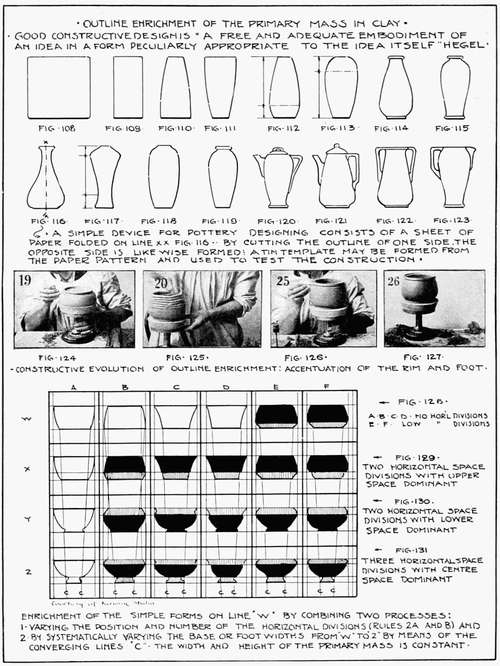 · OUTLINE ENRICHMENT OF THE PRIMARY MASS IN CLAY ·
· GOOD CONSTRUCTIVE DESIGN IS "A FREE AND ADEQUATE EMBODIMENT OF
AN IDEA IN A FORM PECULIARLY APPROPRIATE TO THE IDEA ITSELF" HEGEL ·
FIG·108 FIG·109 FIG·110 FIG·111 FIG·112 FIG·113 FIG·114 FIG·115
X
X
FIG·116 FIG·117 FIG·118 FIG·119 FIG·120 FIG·121 FIG·122 FIG·123
A SIMPLE DEVICE FOR POTTERY DESIGNING CONSISTS OF A SHEET OF
PAPER FOLDED ON LINE XX FIG 116 · BY CUTTING THE OUTLINE OF ONE SIDE, THE
OPPOSITE SIDE IS LIKEWISE FORMED: A TIN TEMPLATE MAY BE FORMED FROM
THE PAPER PATTERN AND USED TO TEST THE CONSTRUCTION ·
19 20 25 26
FIG·124 FIG·125· FIG·126· FIG·127·
· CONSTRUCTIVE EVOLUTION OF OUTLINE ENRICHMENT: ACCENTUATION OF THE RIM AND FOOT ·
A B C D E F
W
X
Y
Z
FIG·128·
A·B·C·D·NO HOR'L DIVISIONS
E·F· LOW " DIVISIONS
FIG·129·
TWO HORIZONTAL SPACE
DIVISIONS WITH UPPER
SPACE DOMINANT
FIG·130·
TWO HORIZONTAL SPACE
DIVISIONS WITH LOWER
SPACE DOMINANT
FIG·131
THREE HORIZONTAL SPACE
DIVISIONS WITH CENTRE
SPACE DOMINANT
C C C C C C C C C C C C
Courtesy of
ENRICHMENT OF THE SIMPLE FORMS ON LINE "W" BY COMBINING TWO PROCESSES:
1· VARYING THE POSITION AND NUMBER OF THE HORIZONTAL DIVISIONS (RULES 2A AND B) AND
2· BY SYSTEMATICALLY VARYING THE BASE OR FOOT WIDTHS FROM "W" TO "Z" BY MEANS OF THE
CONVERGING LINES "C" · THE WIDTH AND HEIGHT OF THE PRIMARY MASS IS CONSTANT ·